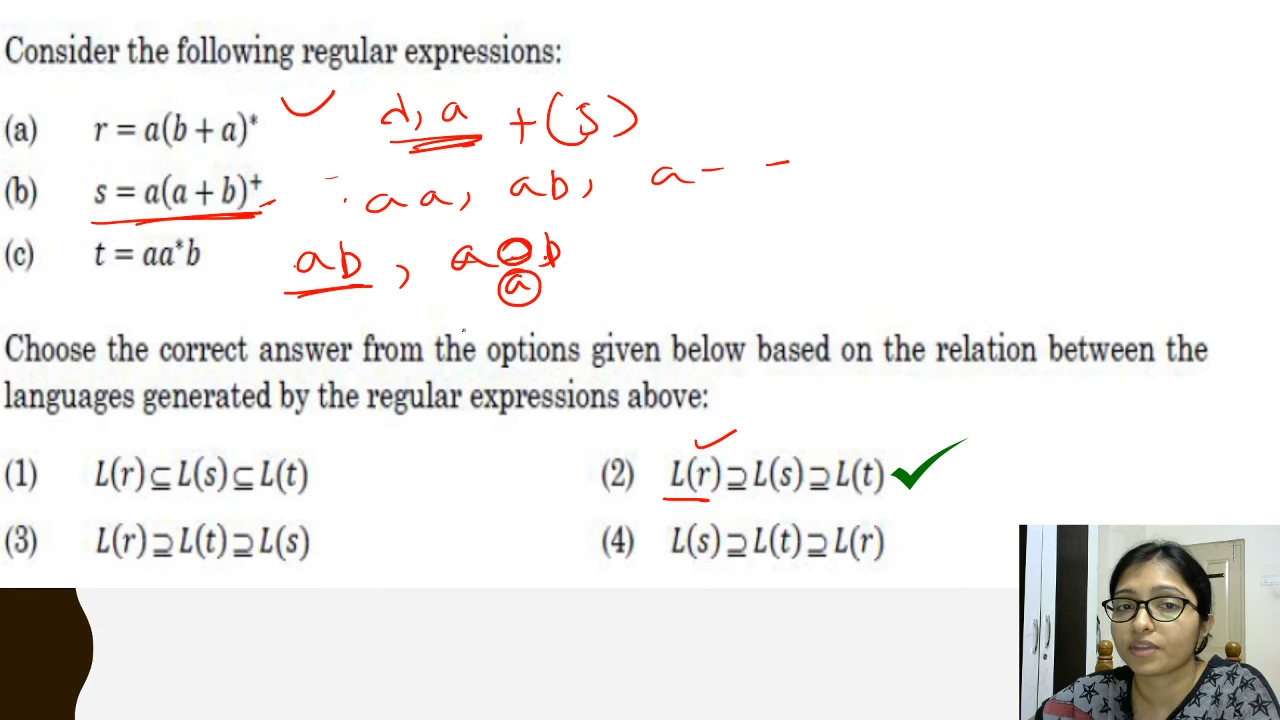 Consider the following regular expressions:
(a) r = a(b + a)* λ, a + (s)
(b) s = a(a + b)⁺ aa, ab, a - -
(c) t = aa*b ab, a b
a
Choose the correct answer from the options given below based on the relation between the
languages generated by the regular expressions above:
(1) L(r)⊆L(s)⊆L(t) (2) L(r)⊇L(s)⊇L(t)
(3) L(r)⊇L(t)⊇L(s) (4) L(s)⊇L(t)⊇L(r)